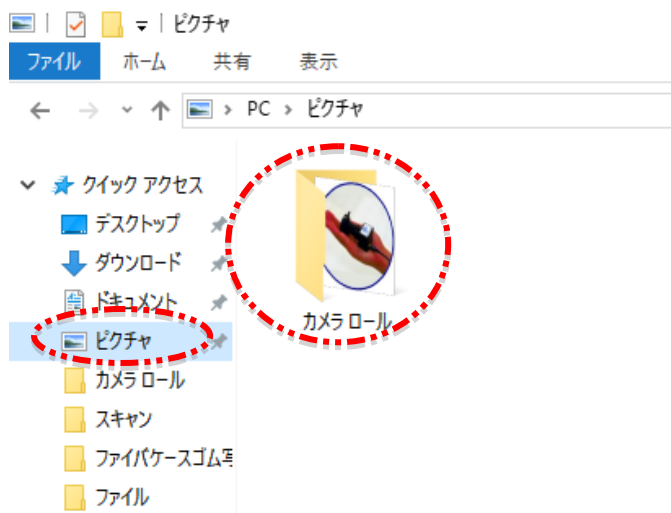 ピクチャ
ファイル ホーム 共有 表示
PC › ピクチャ
クイック アクセス
デスクトップ
ダウンロード
ドキュメント
ピクチャ
カメラ ロール
スキャン
ファイバケースゴム写
ファイル
カメラ ロール